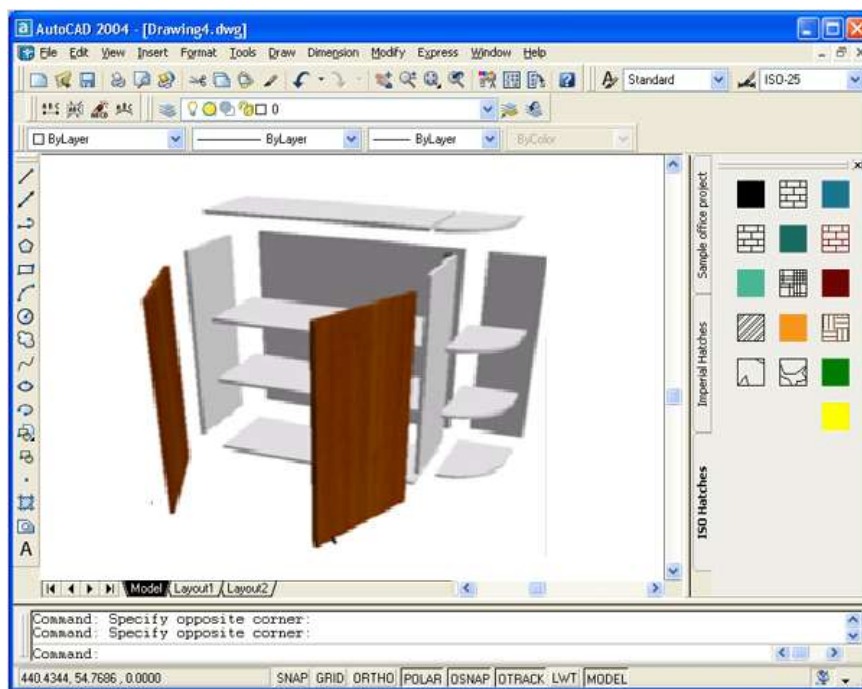 AutoCAD 2004 - [Drawing4.dwg]
File Edit View Insert Format Tools Draw Dimension Modify Express Window Help
Standard ISO-25
0
ByLayer ByLayer ByLayer ByColor
Sample office project
Imperial Hatches
ISO Hatches
A
Model Layout1 Layout2
Command: Specify opposite corner:
Command: Specify opposite corner:
Command:
440.4344, 54.7686 , 0.0000 SNAP GRID ORTHO POLAR OSNAP OTRACK LWT MODEL